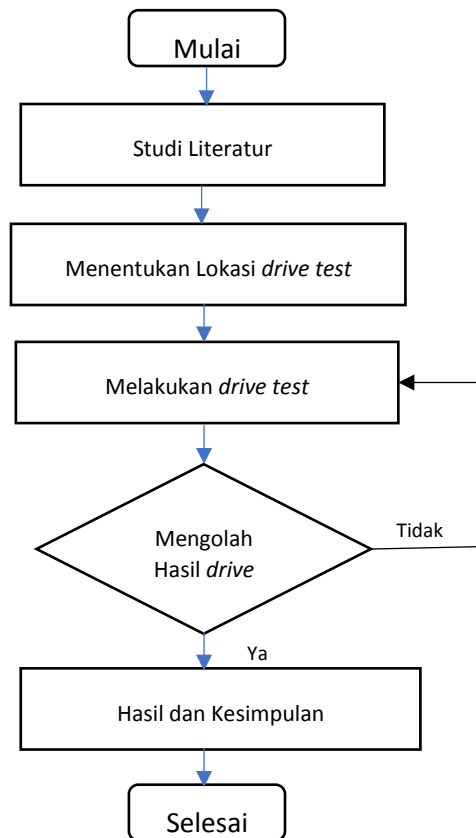 Mulai
Studi Literatur
Menentukan Lokasi drive test
Melakukan drive test
Mengolah
Hasil drive
Tidak
Ya
Hasil dan Kesimpulan
Selesai